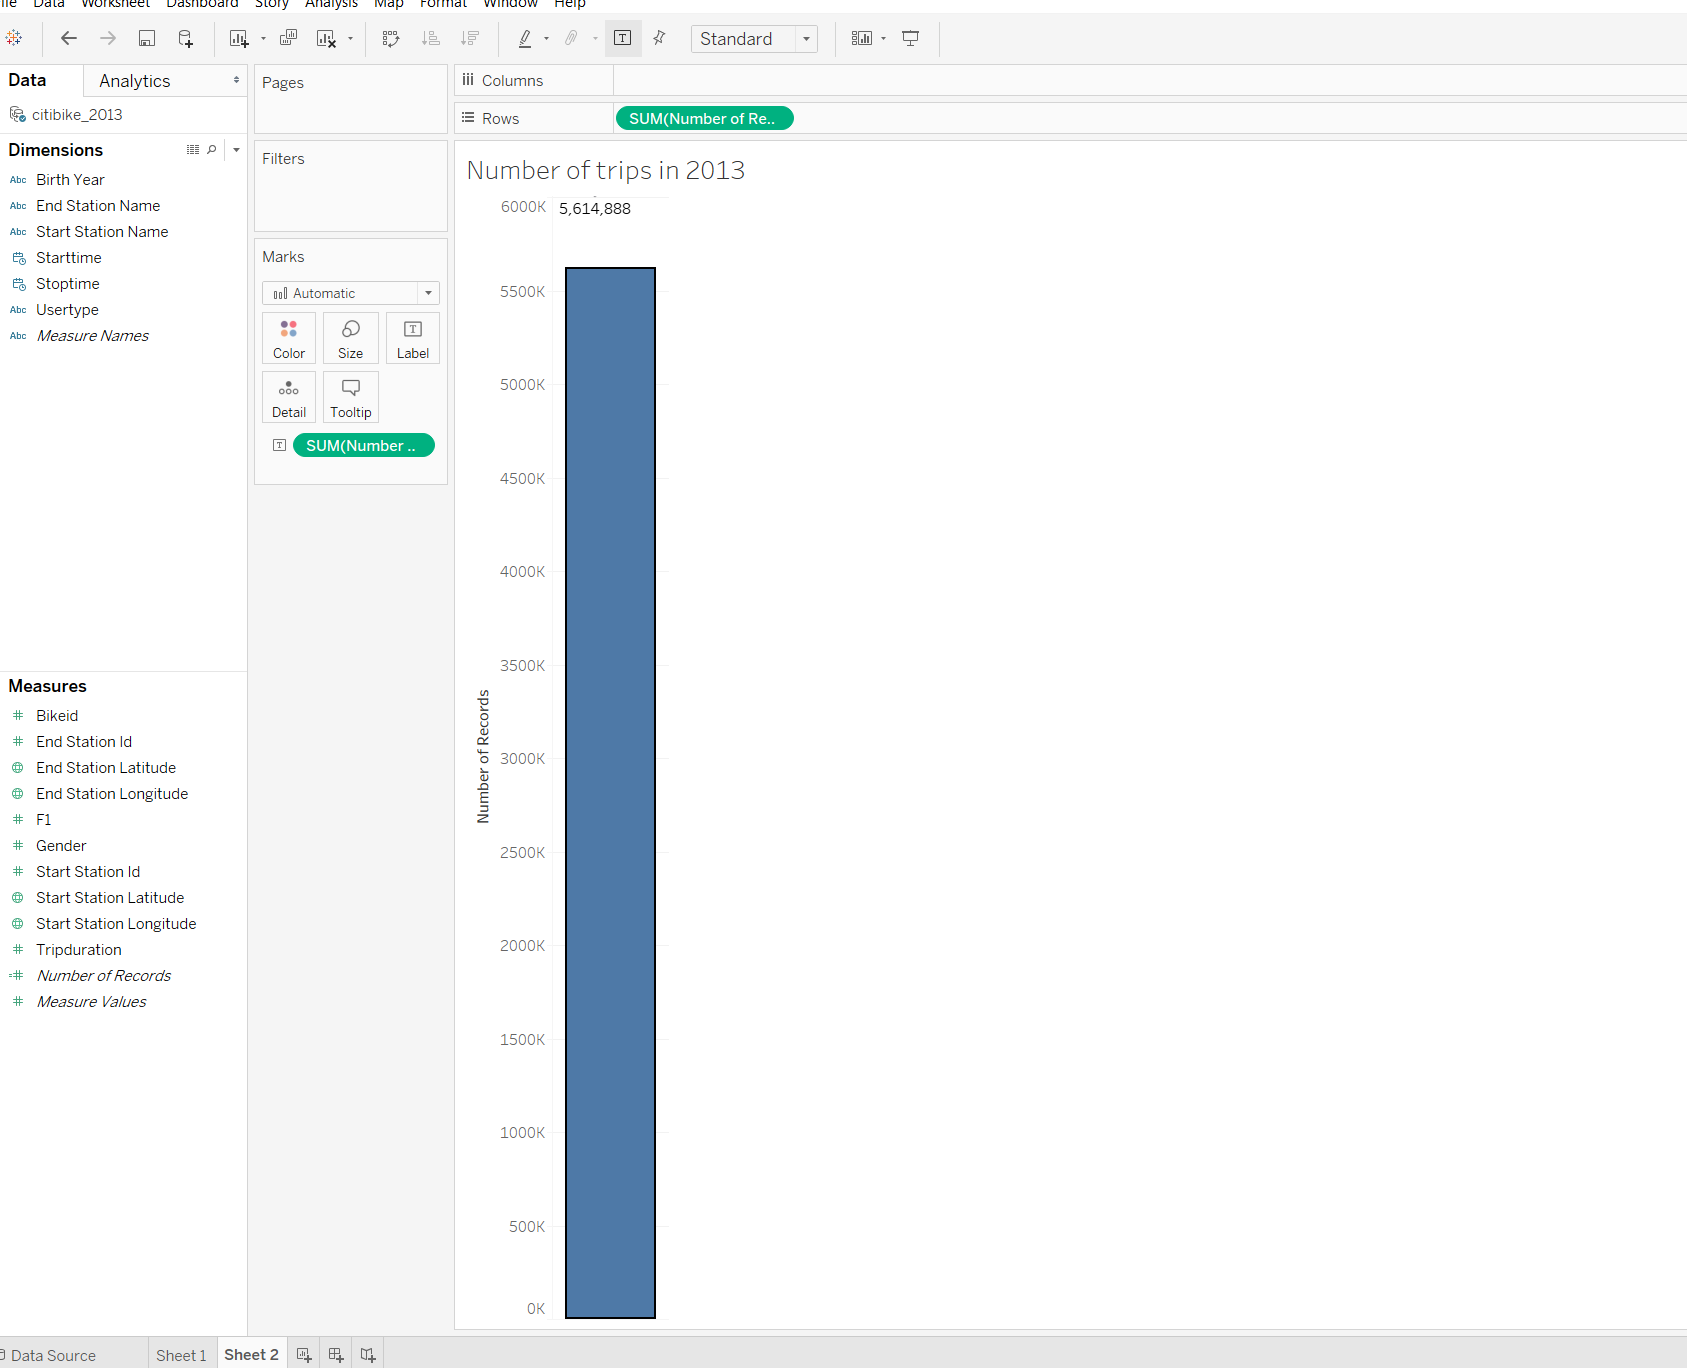 ile Data Worksheet Dashboard Story Analysis Map Format Window Help
Standard
Data Analytics
citibike_2013
Dimensions
Abc Birth Year
Abc End Station Name
Abc Start Station Name
Starttime
Stoptime
Abc Usertype
Abc Measure Names
Measures
Bikeid
End Station Id
End Station Latitude
End Station Longitude
F1
Gender
Start Station Id
Start Station Latitude
Start Station Longitude
Tripduration
Number of Records
Measure Values
Pages
Filters
Marks
Automatic
Color Size Label
Detail Tooltip
SUM(Number ..
Columns
Rows SUM(Number of Re..
Number of trips in 2013
5,614,888
6000K
5500K
5000K
4500K
4000K
3500K
3000K
2500K
2000K
1500K
1000K
500K
0K
Number of Records
Data Source Sheet 1 Sheet 2